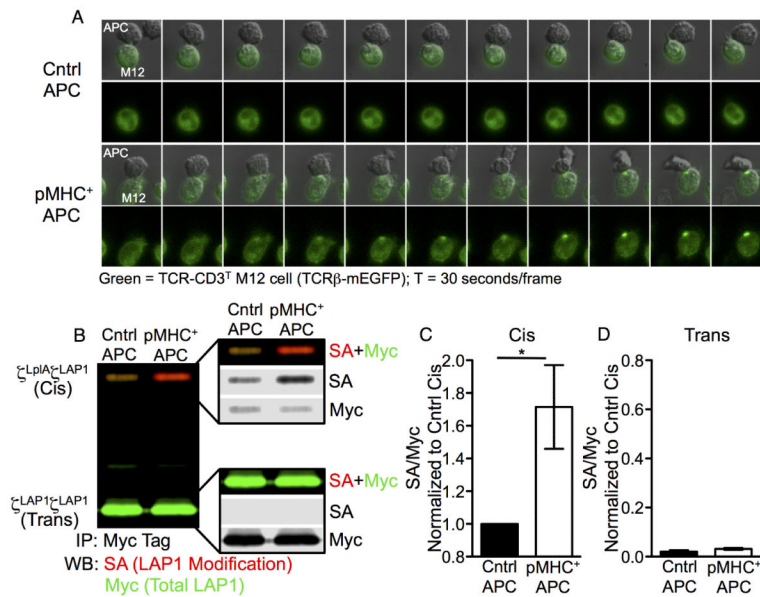 A
APC
M12
Cntrl
APC
APC
M12
pMHC⁺
APC
Green = TCR-CD3ᵀ M12 cell (TCRβ-mEGFP); T = 30 seconds/frame
B
Cntrl pMHC⁺
APC APC
ζᴸᵖˡᴬζᴸᴬᴾ¹
(Cis)
ζᴸᴬᴾ¹ζᴸᴬᴾ¹
(Trans)
IP: Myc Tag
WB: SA (LAP1 Modification)
Myc (Total LAP1)
Cntrl pMHC⁺
APC APC
SA+Myc
SA
Myc
SA+Myc
SA
Myc
C
Cis
*
SA/Myc
Normalized to Cntrl Cis
2.0
1.8
1.6
1.4
1.2
1.0
0.8
Cntrl pMHC⁺
APC APC
D
Trans
SA/Myc
Normalized to Cntrl Cis
0.8
0.6
0.4
0.2
0.0
Cntrl pMHC⁺
APC APC